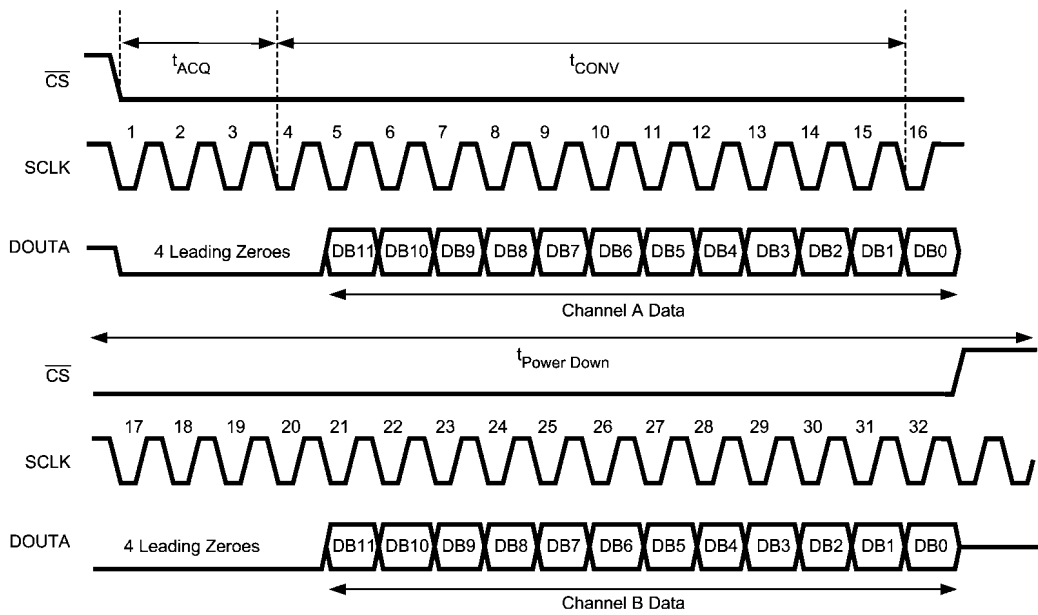 tACQ tCONV
CS
1 2 3 4 5 6 7 8 9 10 11 12 13 14 15 16
SCLK
DOUTA 4 Leading Zeroes DB11 DB10 DB9 DB8 DB7 DB6 DB5 DB4 DB3 DB2 DB1 DB0
Channel A Data
tPower Down
CS
17 18 19 20 21 22 23 24 25 26 27 28 29 30 31 32
SCLK
DOUTA 4 Leading Zeroes DB11 DB10 DB9 DB8 DB7 DB6 DB5 DB4 DB3 DB2 DB1 DB0
Channel B Data